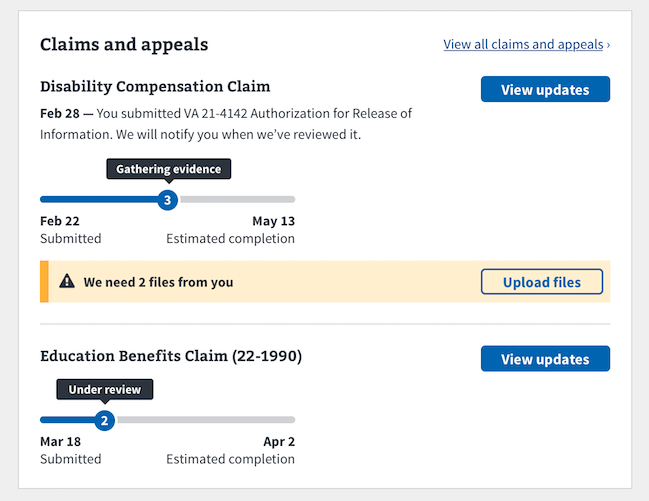 Claims and appeals
View all claims and appeals ›
Disability Compensation Claim
View updates
Feb 28 — You submitted VA 21-4142 Authorization for Release of
Information. We will notify you when we've reviewed it.
Gathering evidence
3
Feb 22
May 13
Submitted
Estimated completion
We need 2 files from you
Upload files
Education Benefits Claim (22-1990)
View updates
Under review
2
Mar 18
Apr 2
Submitted
Estimated completion